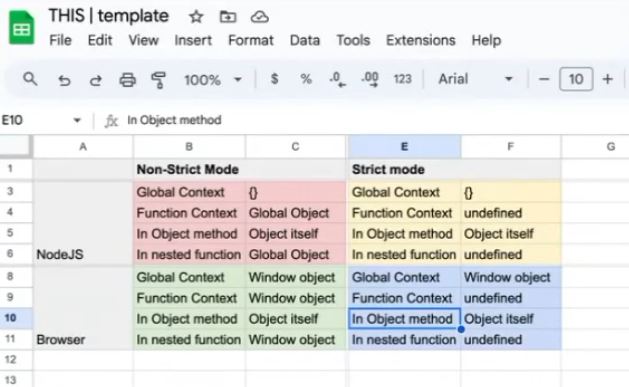 THIS | template
File Edit View Insert Format Data Tools Extensions Help
100% $ % .0 .00 123 Arial − 10 +
E10 fx In Object method
A B C E F G
1 Non-Strict Mode Strict mode
3 Global Context {} Global Context {}
4 Function Context Global Object Function Context undefined
5 In Object method Object itself In Object method Object itself
6 NodeJS In nested function Global Object In nested function undefined
8 Global Context Window object Global Context Window object
9 Function Context Window object Function Context undefined
10 In Object method Object itself In Object method Object itself
11 Browser In nested function Window object In nested function undefined
12
13